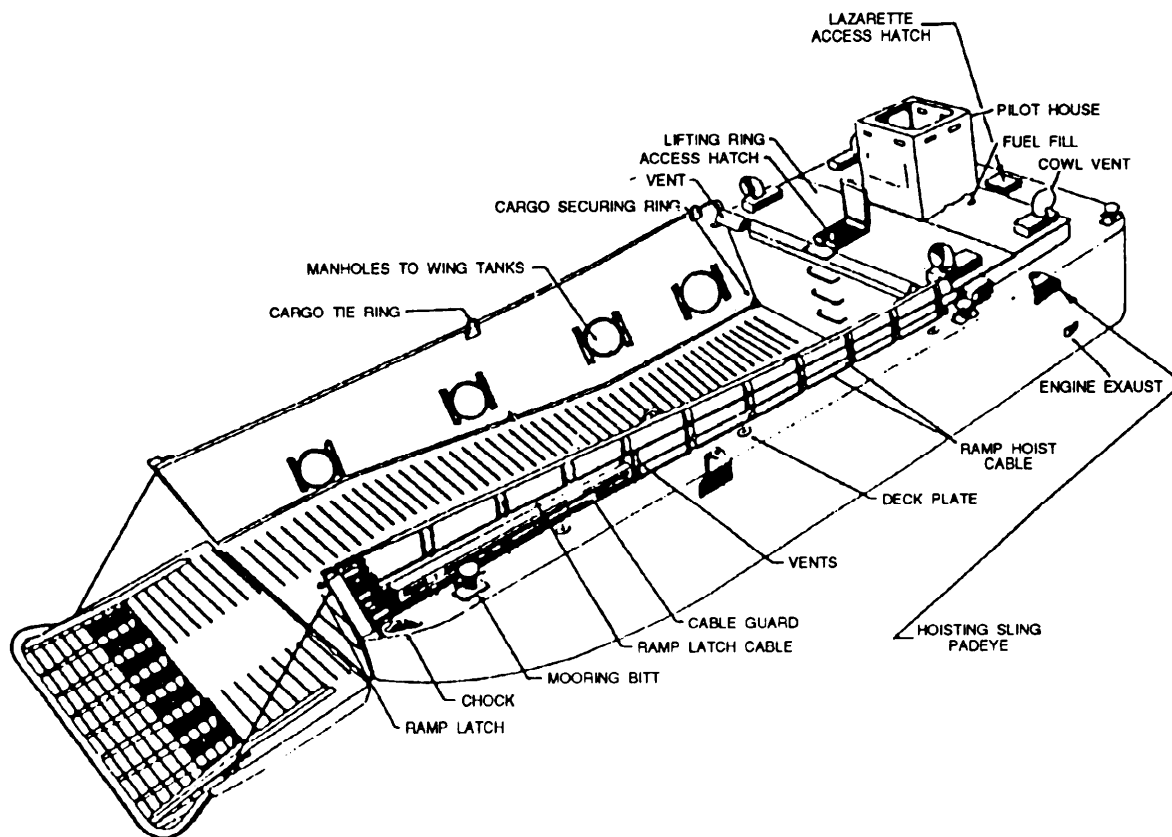 LAZARETTE
ACCESS HATCH
PILOT HOUSE
LIFTING RING
ACCESS HATCH
FUEL FILL
COWL VENT
VENT
CARGO SECURING RING
MANHOLES TO WING TANKS
CARGO TIE RING
ENGINE EXAUST
RAMP HOIST
CABLE
DECK PLATE
VENTS
CABLE GUARD
HOISTING SLING
PADEYE
RAMP LATCH CABLE
MOORING BITT
CHOCK
RAMP LATCH